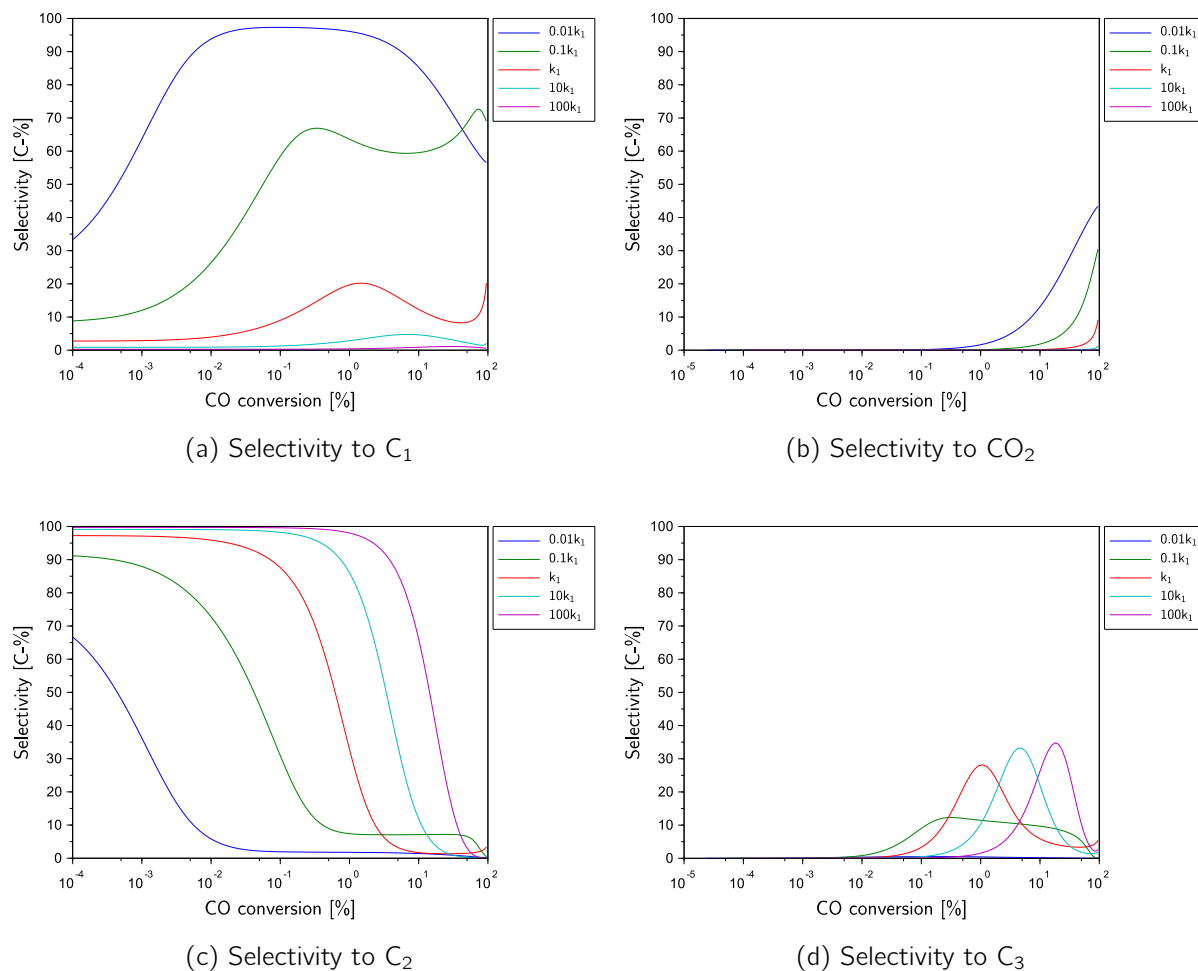 100
90
80
70
60
50
40
30
20
10
0
Selectivity [C-%]
10⁻⁴ 10⁻³ 10⁻² 10⁻¹ 10⁰ 10¹ 10²
CO conversion [%]
0.01k₁
0.1k₁
k₁
10k₁
100k₁
(a) Selectivity to C₁
100
90
80
70
60
50
40
30
20
10
0
Selectivity [C-%]
10⁻⁵ 10⁻⁴ 10⁻³ 10⁻² 10⁻¹ 10⁰ 10¹ 10²
CO conversion [%]
0.01k₁
0.1k₁
k₁
10k₁
100k₁
(b) Selectivity to CO₂
100
90
80
70
60
50
40
30
20
10
0
Selectivity [C-%]
10⁻⁴ 10⁻³ 10⁻² 10⁻¹ 10⁰ 10¹ 10²
CO conversion [%]
0.01k₁
0.1k₁
k₁
10k₁
100k₁
(c) Selectivity to C₂
100
90
80
70
60
50
40
30
20
10
0
Selectivity [C-%]
10⁻⁵ 10⁻⁴ 10⁻³ 10⁻² 10⁻¹ 10⁰ 10¹ 10²
CO conversion [%]
0.01k₁
0.1k₁
k₁
10k₁
100k₁
(d) Selectivity to C₃